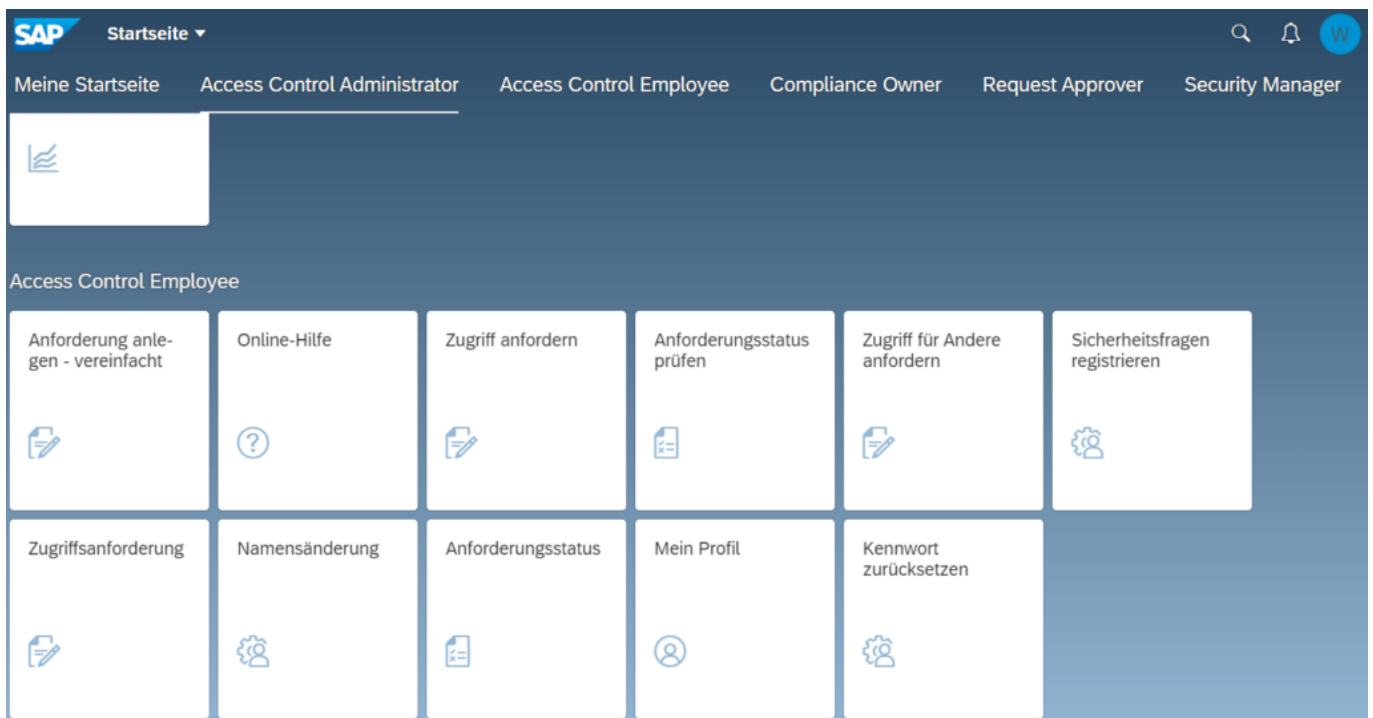 SAP Startseite
W
Meine Startseite Access Control Administrator Access Control Employee Compliance Owner Request Approver Security Manager
Access Control Employee
Anforderung anle-
gen - vereinfacht
Online-Hilfe
Zugriff anfordern
Anforderungsstatus
prüfen
Zugriff für Andere
anfordern
Sicherheitsfragen
registrieren
Zugriffsanforderung
Namensänderung
Anforderungsstatus
Mein Profil
Kennwort
zurücksetzen